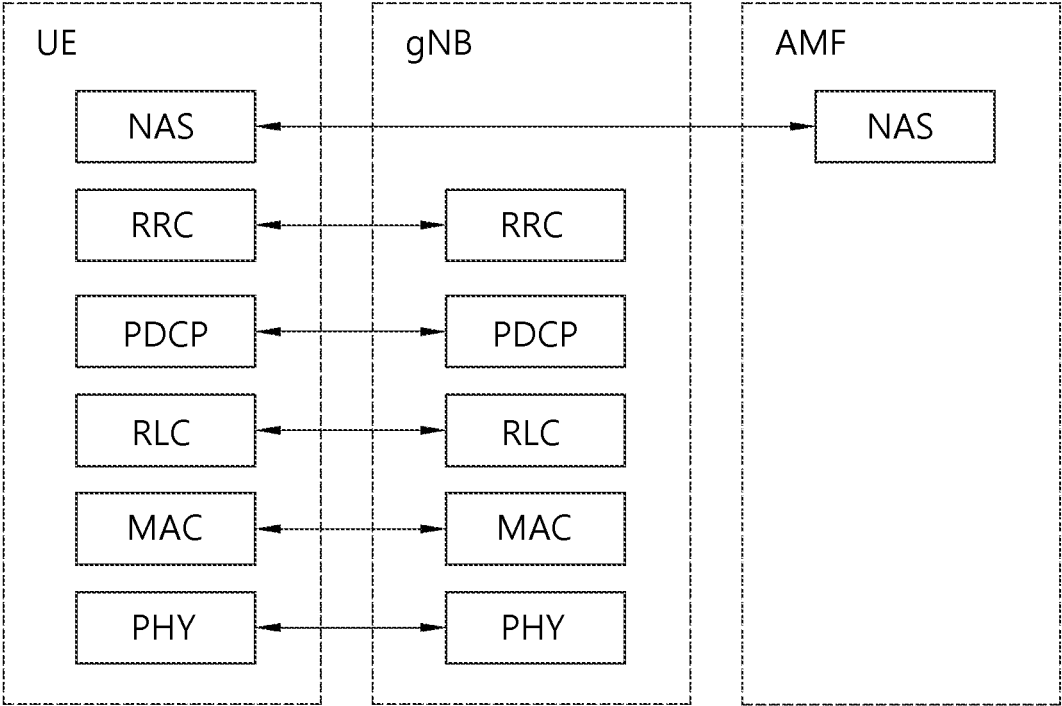 UE
gNB
AMF
NAS
NAS
RRC
RRC
PDCP
PDCP
RLC
RLC
MAC
MAC
PHY
PHY